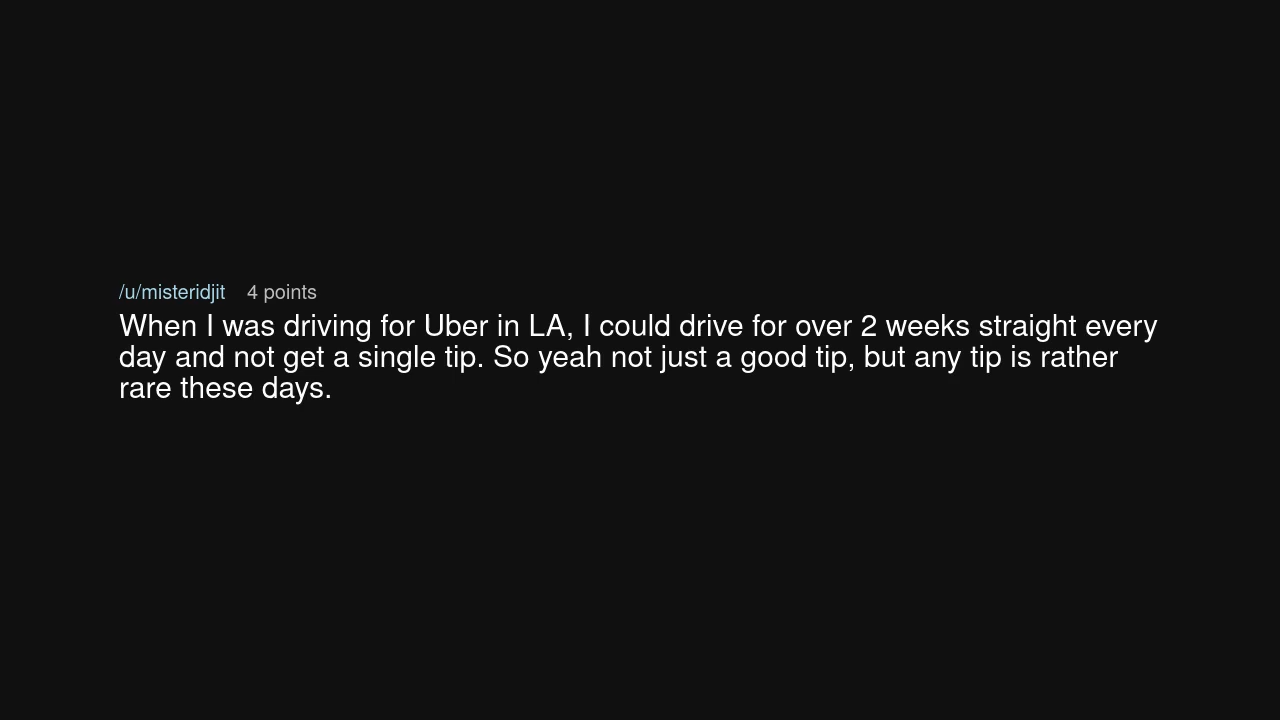 /u/misteridjit 4 points
When I was driving for Uber in LA, I could drive for over 2 weeks straight every
day and not get a single tip. So yeah not just a good tip, but any tip is rather
rare these days.